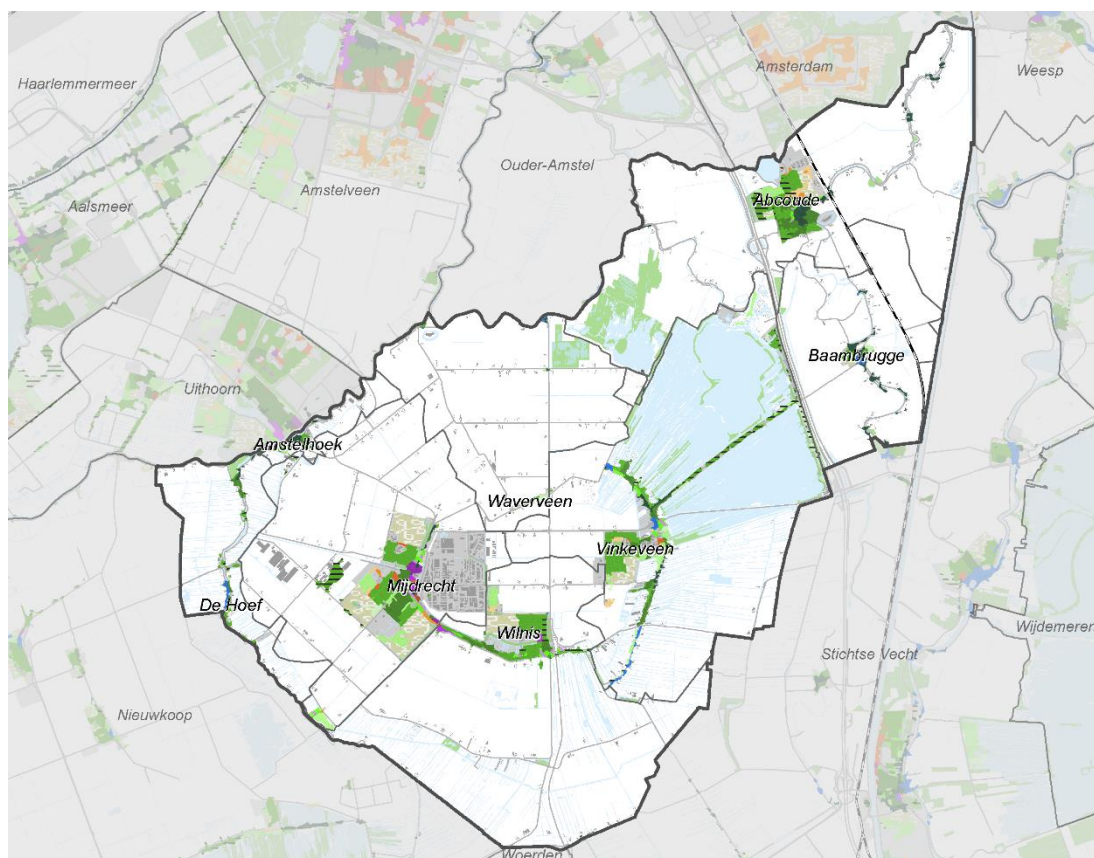 Haarlemmermeer
Amsterdam
Weesp
Ouder-Amstel
Amstelveen
Aalsmeer
Abcoude
Baambrugge
Uithoorn
Amstelhoek
Waverveen
Vinkeveen
Mijdrecht
De Hoef
Wilnis
Wijdemeren
Stichtse Vecht
Nieuwkoop
Woerden